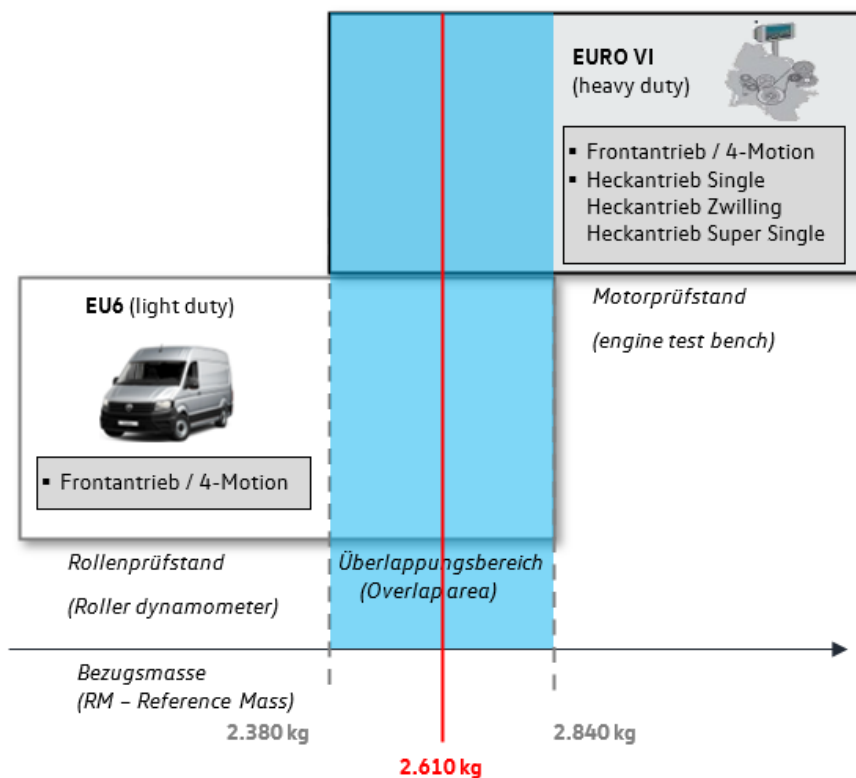 EURO VI
(heavy duty)
▪ Frontantrieb / 4-Motion
▪ Heckantrieb Single
Heckantrieb Zwilling
Heckantrieb Super Single
EU6 (light duty)
▪ Frontantrieb / 4-Motion
Motorprüfstand
(engine test bench)
Rollenprüfstand
(Roller dynamometer)
Überlappungsbereich
(Overlap area)
Bezugsmasse
(RM – Reference Mass)
2.380 kg
2.840 kg
2.610 kg